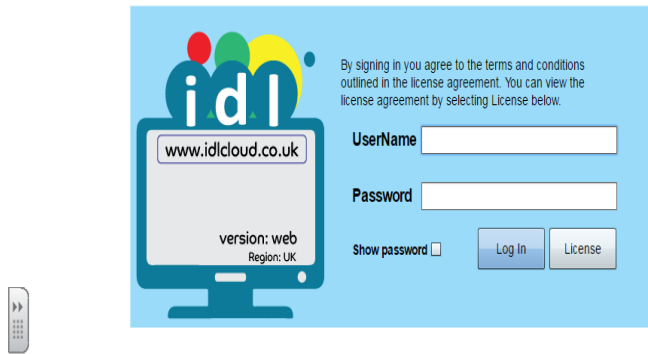 idl
www.idlcloud.co.uk
version: web
Region: UK
By signing in you agree to the terms and conditions
outlined in the license agreement. You can view the
license agreement by selecting License below.
UserName
Password
Show password
Log In
License